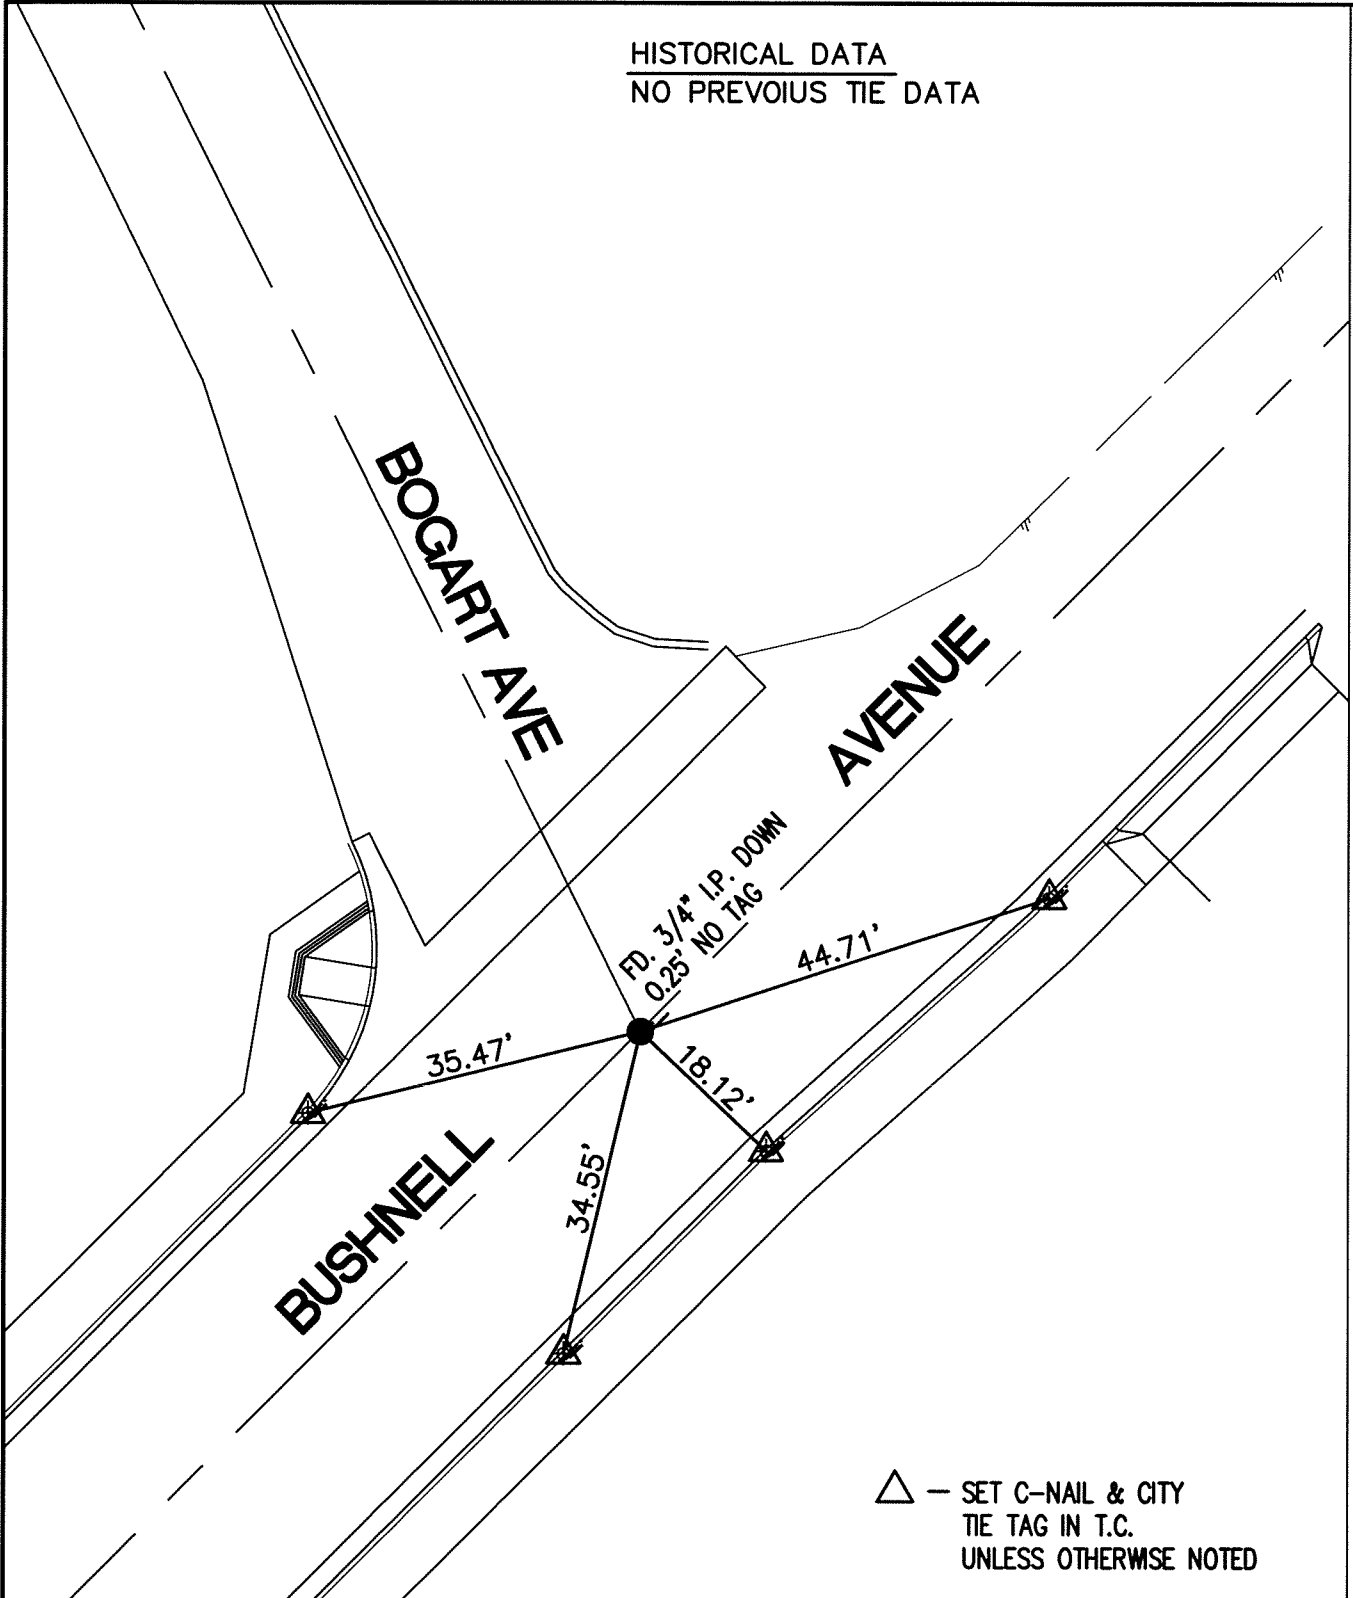 HISTORICAL DATA
NO PREVOIUS TIE DATA
BOGART AVE
AVENUE
FD. 3/4" I.P. DOWN
0.25' NO TAG
44.71'
35.47'
18.12'
34.55'
BUSHNELL
— SET C-NAIL & CITY
TIE TAG IN T.C.
UNLESS OTHERWISE NOTED